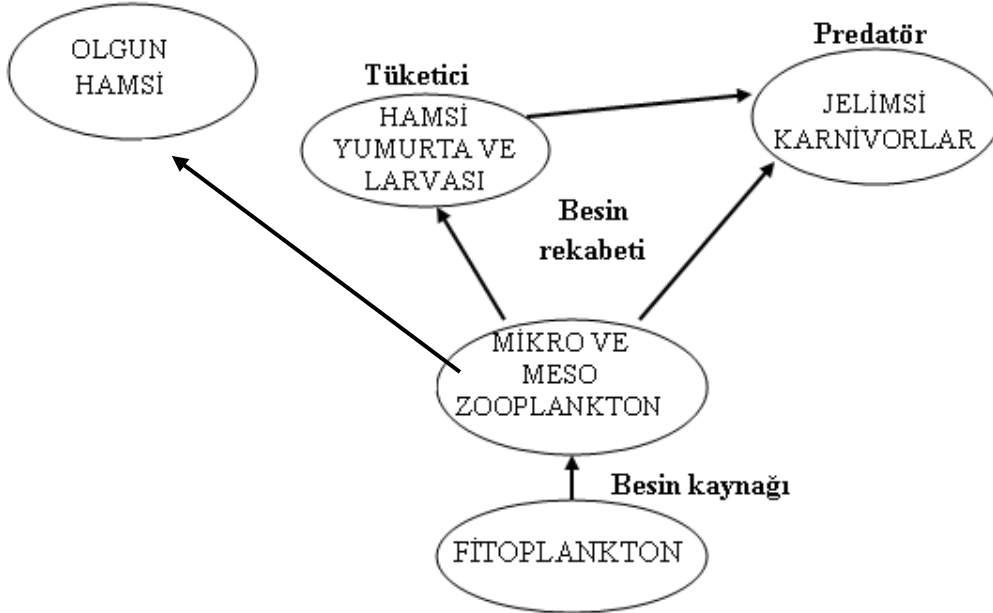 OLGUN
HAMSİ
Tüketici
HAMSİ
YUMURTA VE
LARVASI
Predatör
JELİMSİ
KARNİVORLAR
Besin
rekabeti
MİKRO VE
MESO
ZOOPLANKTON
Besin kaynağı
FİTOPLANKTON